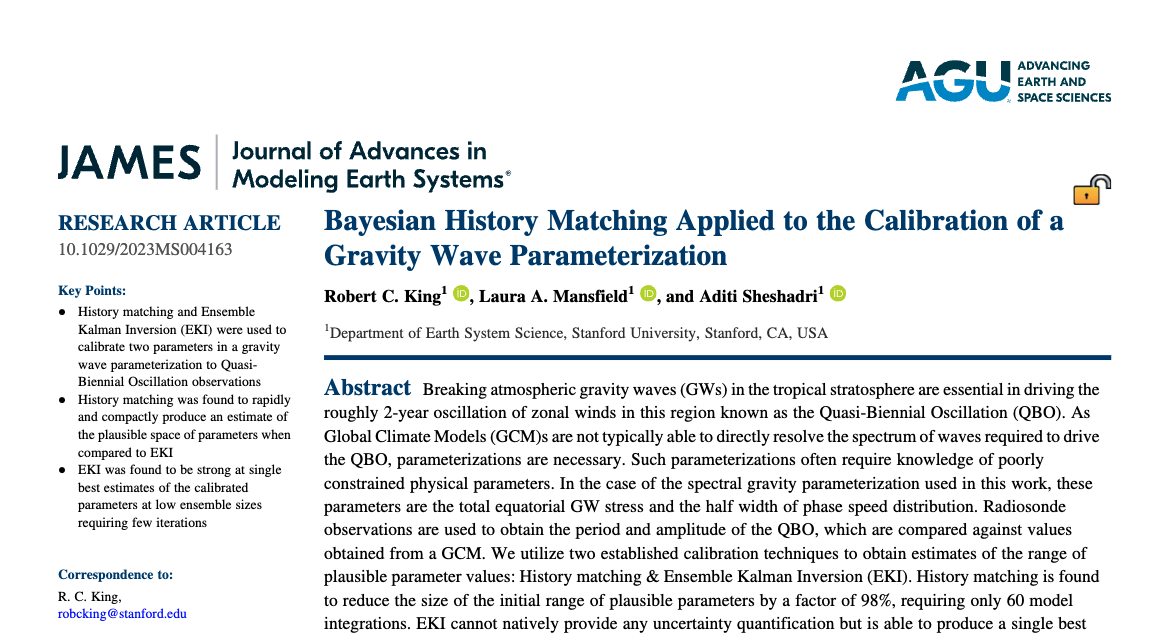 AGU ADVANCING
EARTH AND
SPACE SCIENCES
JAMES
Journal of Advances in
Modeling Earth Systems®
RESEARCH ARTICLE
10.1029/2023MS004163
Key Points:
● History matching and Ensemble
Kalman Inversion (EKI) were used to
calibrate two parameters in a gravity
wave parameterization to Quasi-
Biennial Oscillation observations
● History matching was found to rapidly
and compactly produce an estimate of
the plausible space of parameters when
compared to EKI
● EKI was found to be strong at single
best estimates of the calibrated
parameters at low ensemble sizes
requiring few iterations
Correspondence to:
R. C. King,
robcking@stanford.edu
Bayesian History Matching Applied to the Calibration of a
Gravity Wave Parameterization
Robert C. King¹ iD, Laura A. Mansfield¹ iD, and Aditi Sheshadri¹ iD
¹Department of Earth System Science, Stanford University, Stanford, CA, USA
Abstract Breaking atmospheric gravity waves (GWs) in the tropical stratosphere are essential in driving the
roughly 2-year oscillation of zonal winds in this region known as the Quasi-Biennial Oscillation (QBO). As
Global Climate Models (GCM)s are not typically able to directly resolve the spectrum of waves required to drive
the QBO, parameterizations are necessary. Such parameterizations often require knowledge of poorly
constrained physical parameters. In the case of the spectral gravity parameterization used in this work, these
parameters are the total equatorial GW stress and the half width of phase speed distribution. Radiosonde
observations are used to obtain the period and amplitude of the QBO, which are compared against values
obtained from a GCM. We utilize two established calibration techniques to obtain estimates of the range of
plausible parameter values: History matching & Ensemble Kalman Inversion (EKI). History matching is found
to reduce the size of the initial range of plausible parameters by a factor of 98%, requiring only 60 model
integrations. EKI cannot natively provide any uncertainty quantification but is able to produce a single best